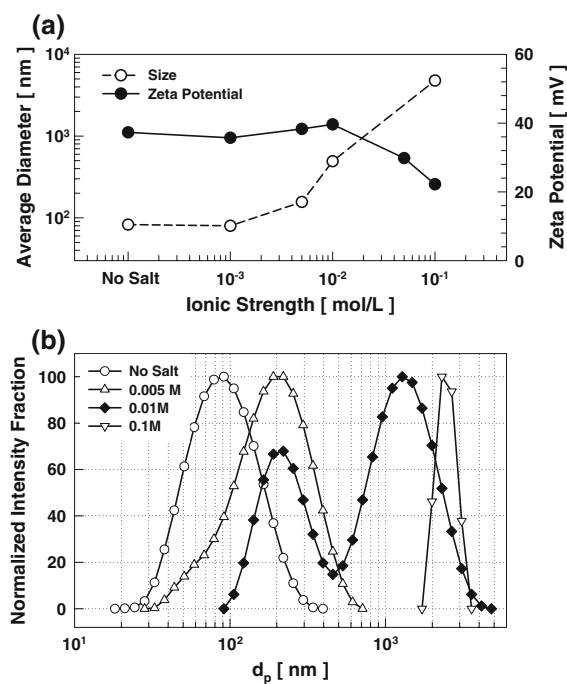 (a)
10⁴
10³
10²
Average Diameter [ nm ]
Size
Zeta Potential
60
40
20
0
Zeta Potential [ mV ]
No Salt
10⁻³
10⁻²
10⁻¹
Ionic Strength [ mol/L ]
(b)
100
80
60
40
20
0
Normalized Intensity Fraction
No Salt
0.005 M
0.01M
0.1M
10¹
10²
10³
dₚ [ nm ]